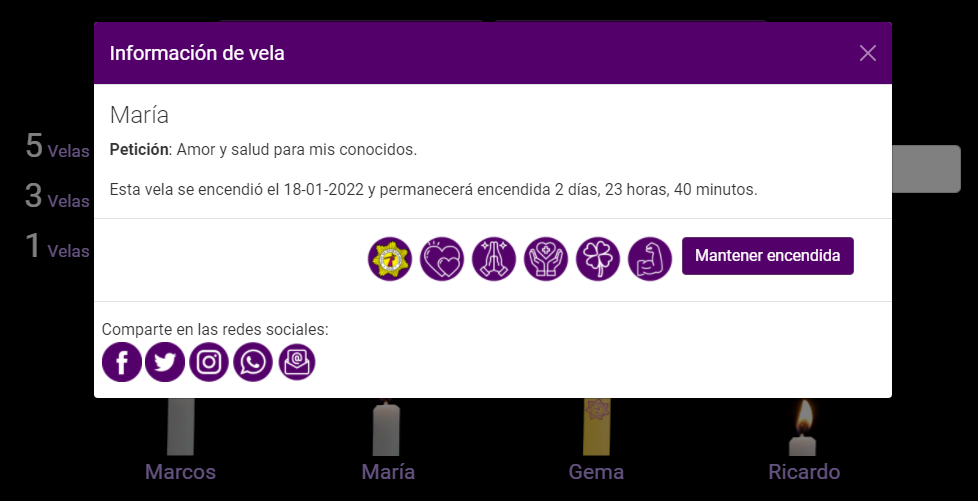 Información de vela
María
Petición: Amor y salud para mis conocidos.
Esta vela se encendió el 18-01-2022 y permanecerá encendida 2 días, 23 horas, 40 minutos.
Mantener encendida
Comparte en las redes sociales:
5 Velas
3 Velas
1 Velas
Marcos
María
Gema
Ricardo